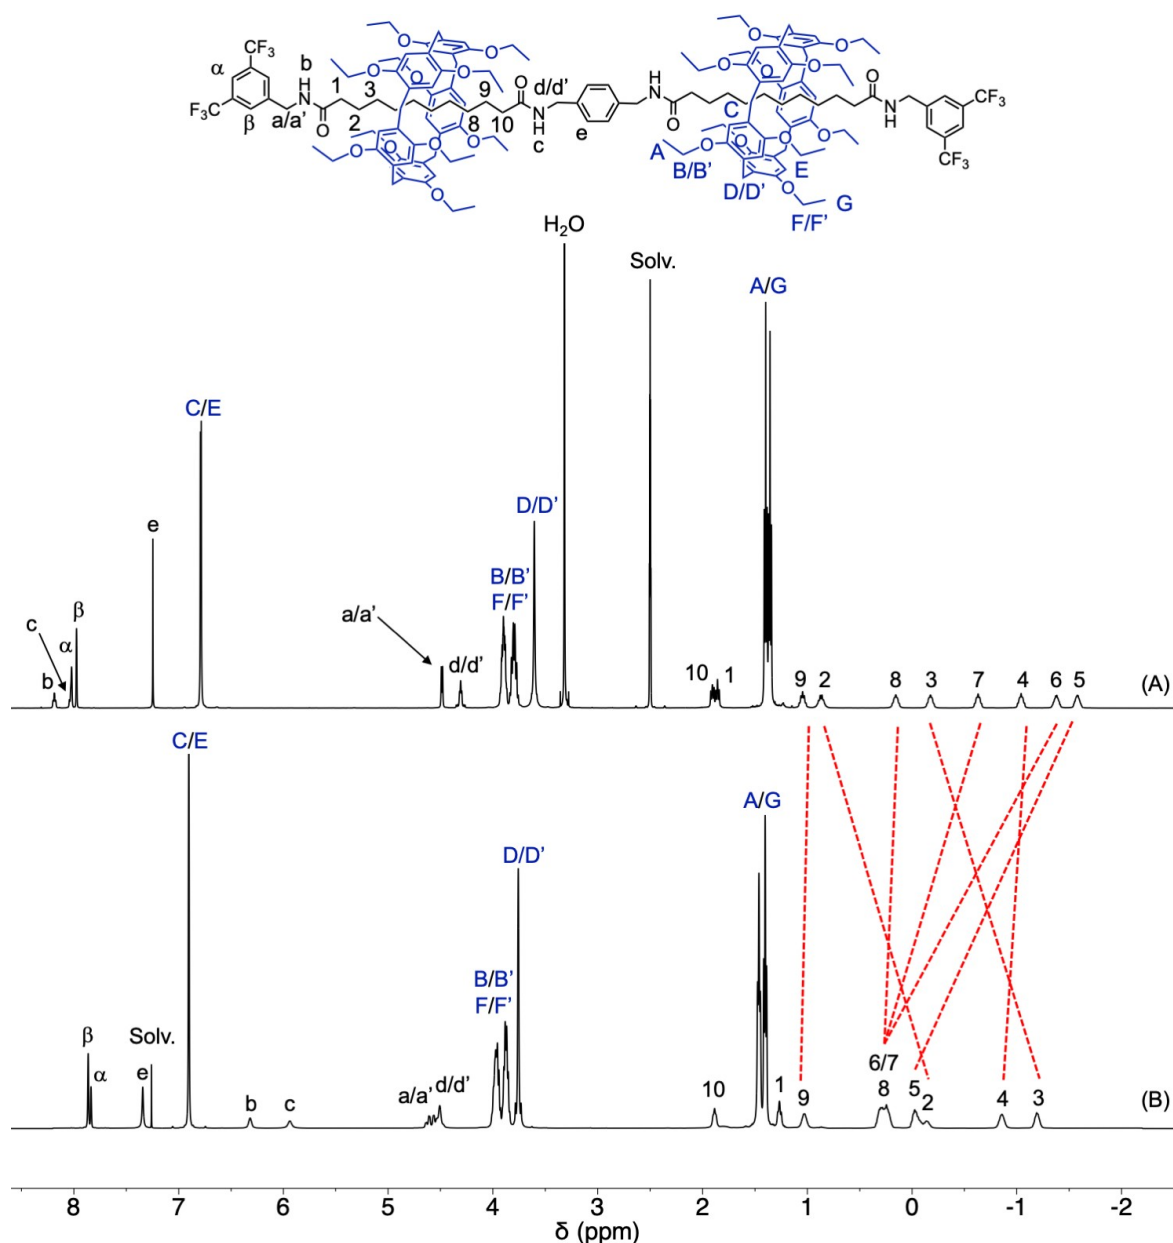 CF₃
α
b
H
N
F₃C
β
a/a'
O
1
2
3
O
O
O
O
O
O
O
O
8
9
10
O
N
H
c
d/d'
e
H
N
O
O
O
O
O
O
O
O
O
C
A
B/B'
D/D'
E
F/F'
G
O
N
H
CF₃
CF₃
H₂O
Solv.
A/G
C/E
e
D/D'
B/B'
F/F'
β
c
α
b
a/a'
d/d'
10
1
9
2
8
3
7
4
6
5
(A)
C/E
A/G
D/D'
B/B'
F/F'
β
α
Solv.
e
b
c
a/a'
d/d'
10
1
9
6/7
8
5
2
4
3
(B)
8 7 6 5 4 3 2 1 0 -1 -2
δ (ppm)